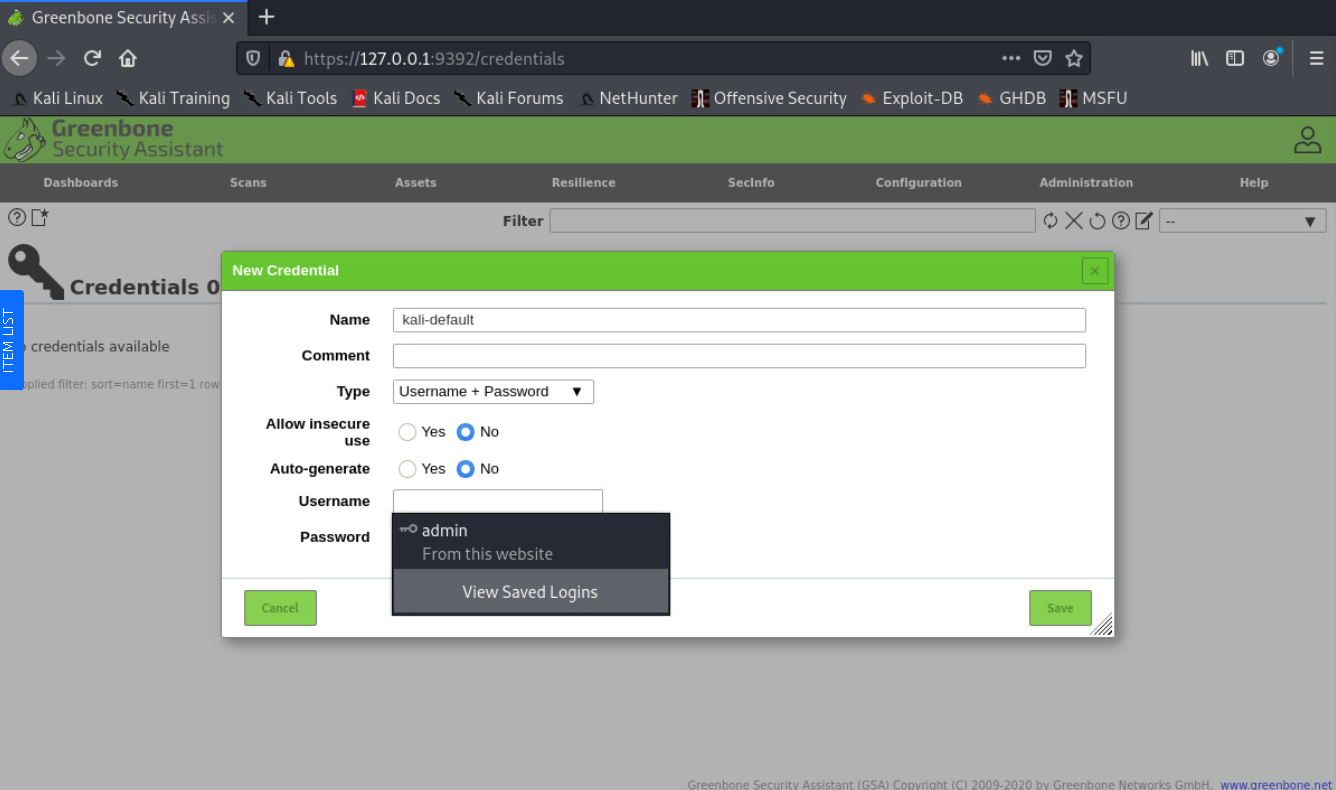 Greenbone Security Assis
https://127.0.0.1:9392/credentials
Kali Linux Kali Training Kali Tools Kali Docs Kali Forums NetHunter Offensive Security Exploit-DB GHDB MSFU
Greenbone
Security Assistant
Dashboards Scans Assets Resilience SecInfo Configuration Administration Help
Filter --
Credentials 0
ITEM LIST
credentials available
applied filter: sort=name first=1 row
New Credential
Name kali-default
Comment
Type Username + Password
Allow insecure
use Yes No
Auto-generate Yes No
Username
Password
admin
From this website
View Saved Logins
Cancel Save
Greenbone Security Assistant (GSA) Copyright (C) 2009-2020 by Greenbone Networks GmbH, www.greenbone.net